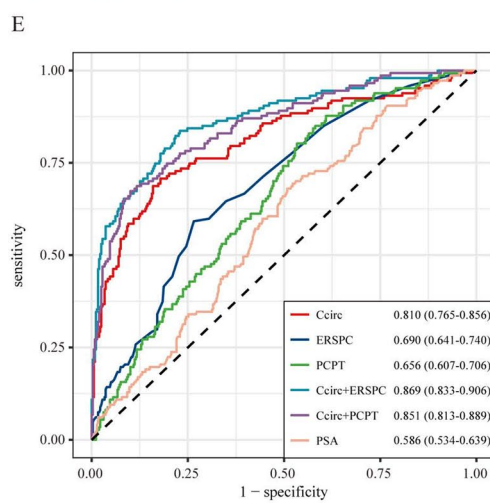 E
1.00
0.75
0.50
0.25
0.00
sensitivity
Ccirc 0.810 (0.765-0.856)
ERSPC 0.690 (0.641-0.740)
PCPT 0.656 (0.607-0.706)
Ccirc+ERSPC 0.869 (0.833-0.906)
Ccirc+PCPT 0.851 (0.813-0.889)
PSA 0.586 (0.534-0.639)
0.00 0.25 0.50 0.75 1.00
1 − specificity